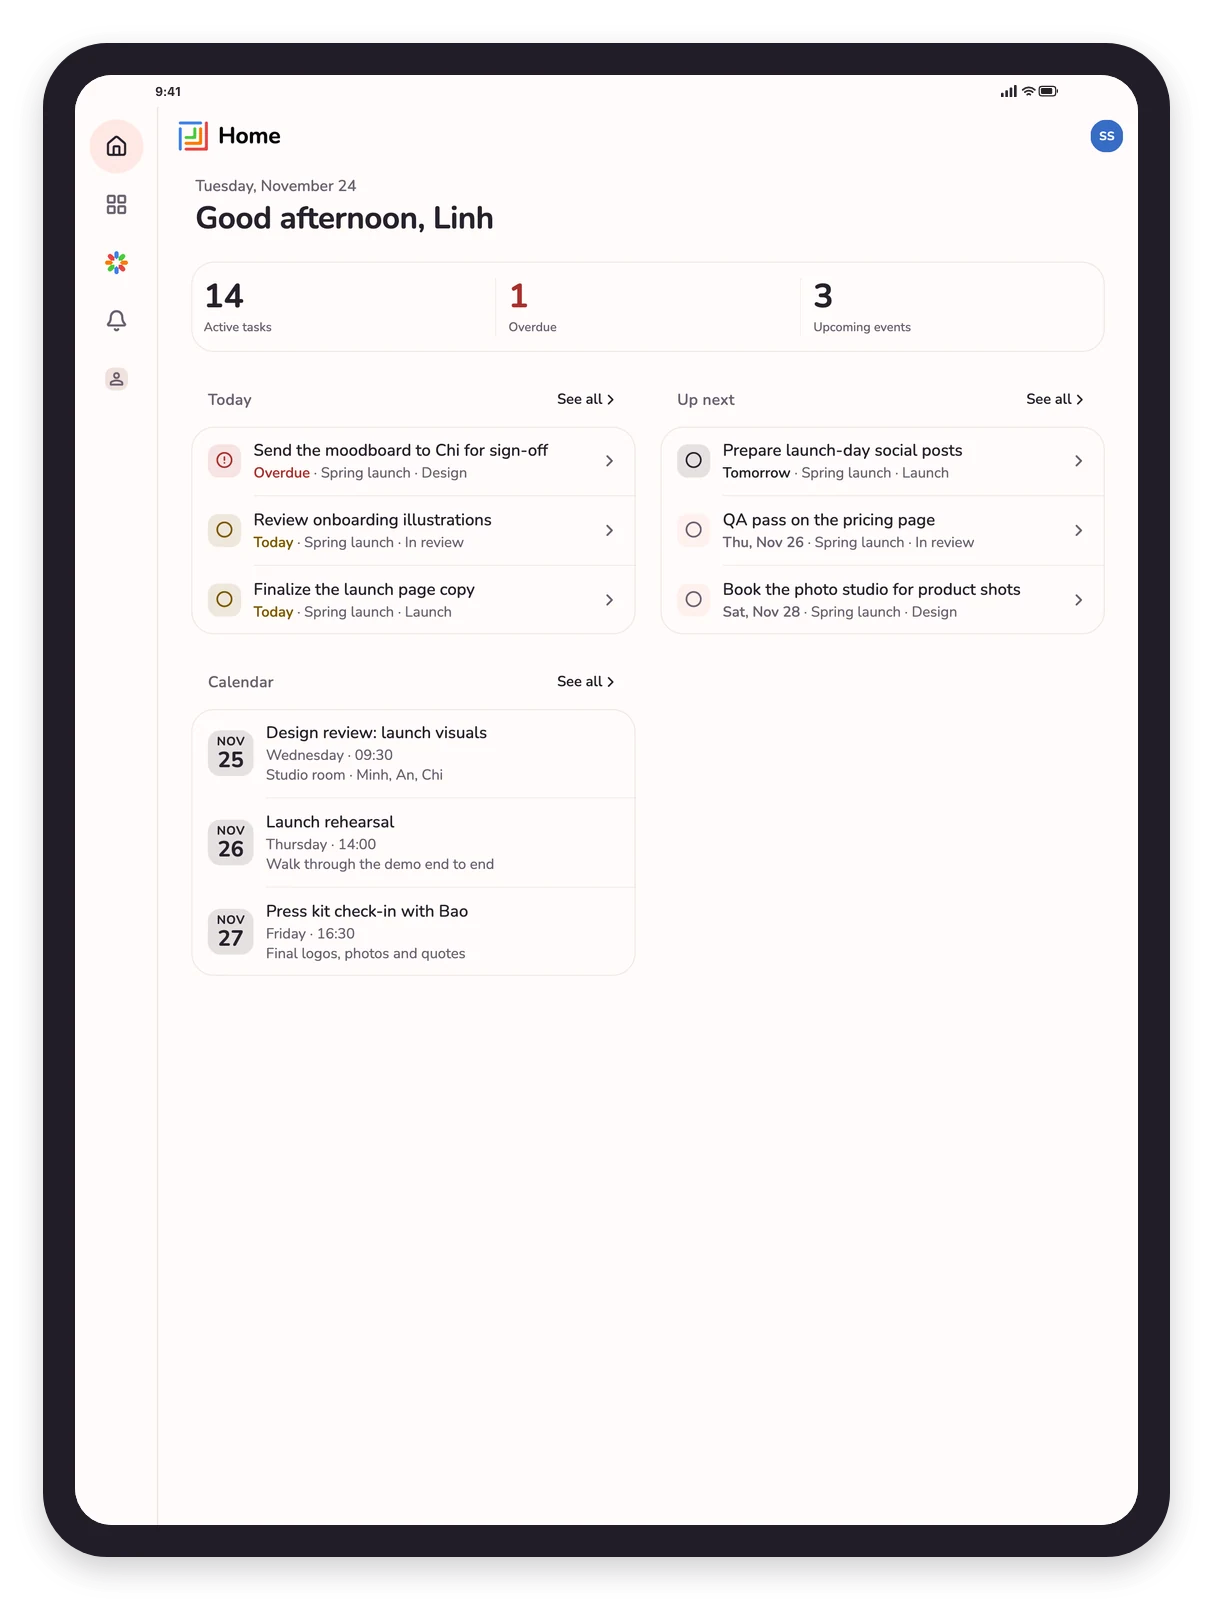 9:41
Home
SS
Tuesday, November 24
Good afternoon, Linh
14
Active tasks
1
Overdue
3
Upcoming events
Today
See all
Send the moodboard to Chi for sign-off
Overdue · Spring launch · Design
Review onboarding illustrations
Today · Spring launch · In review
Finalize the launch page copy
Today · Spring launch · Launch
Up next
See all
Prepare launch-day social posts
Tomorrow · Spring launch · Launch
QA pass on the pricing page
Thu, Nov 26 · Spring launch · In review
Book the photo studio for product shots
Sat, Nov 28 · Spring launch · Design
Calendar
See all
NOV
25
Design review: launch visuals
Wednesday · 09:30
Studio room · Minh, An, Chi
NOV
26
Launch rehearsal
Thursday · 14:00
Walk through the demo end to end
NOV
27
Press kit check-in with Bao
Friday · 16:30
Final logos, photos and quotes